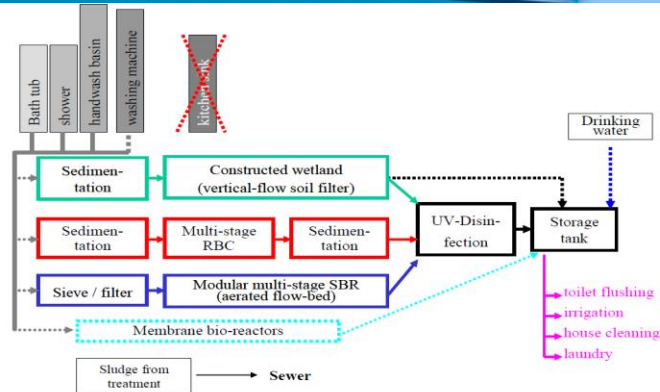 Bath tub
shower
handwash basin
washing machine
kitchen sink
Drinking
water
Sedimen-
tation
Constructed wetland
(vertical-flow soil filter)
UV-Disin-
fection
Storage
tank
Sedimen-
tation
Multi-stage
RBC
Sedimen-
tation
Sieve / filter
Modular multi-stage SBR
(aerated flow-bed)
Membrane bio-reactors
toilet flushing
irrigation
house cleaning
laundry
Sludge from
treatment
Sewer